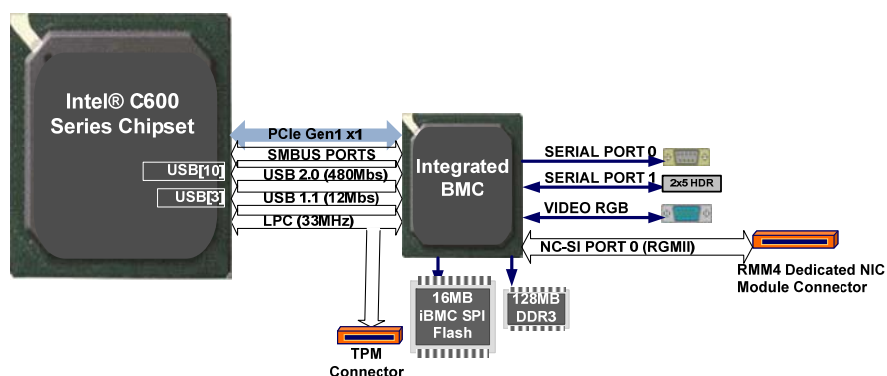 Intel® C600
Series Chipset
USB[10]
USB[3]
PCIe Gen1 x1
SMBUS PORTS
USB 2.0 (480Mbs)
USB 1.1 (12Mbs)
LPC (33MHz)
Integrated
BMC
SERIAL PORT 0
SERIAL PORT 1
2x5 HDR
VIDEO RGB
NC-SI PORT 0 (RGMII)
RMM4 Dedicated NIC
Module Connector
16MB
iBMC SPI
Flash
128MB
DDR3
TPM
Connector